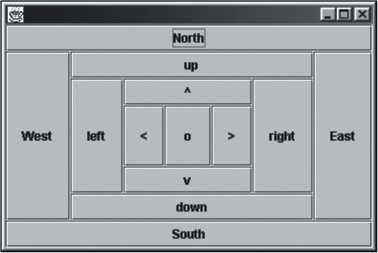 North
up
^
West left < o > right East
v
down
South